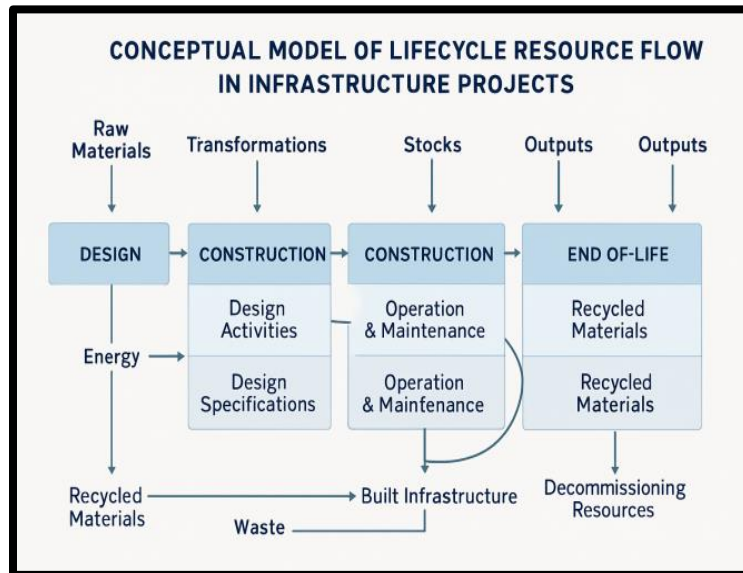 CONCEPTUAL MODEL OF LIFECYCLE RESOURCE FLOW
IN INFRASTRUCTURE PROJECTS
Raw
Materials
Transformations
Stocks
Outputs
Outputs
DESIGN
CONSTRUCTION
CONSTRUCTION
END OF-LIFE
Design
Activities
Operation
& Maintenance
Recycled
Materials
Energy
Design
Specifications
Operation
& Mainfenance
Recycled
Materials
Recycled
Materials
Built Infrastructure
Decommissioning
Resources
Waste